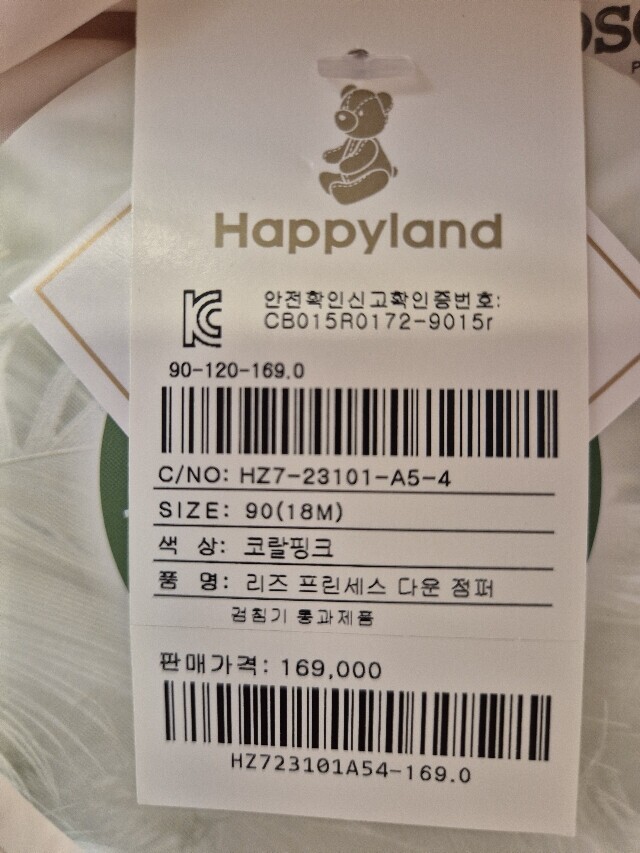 Happyland
안전확인신고확인증번호:
CB015R0172-9015r
90-120-169.0
C/NO: HZ7-23101-A5-4
SIZE: 90(18M)
색 상: 코랄핑크
품 명: 리즈 프린세스 다운 점퍼
검침기 통과제품
판매가격: 169,000
HZ723101A54-169.0